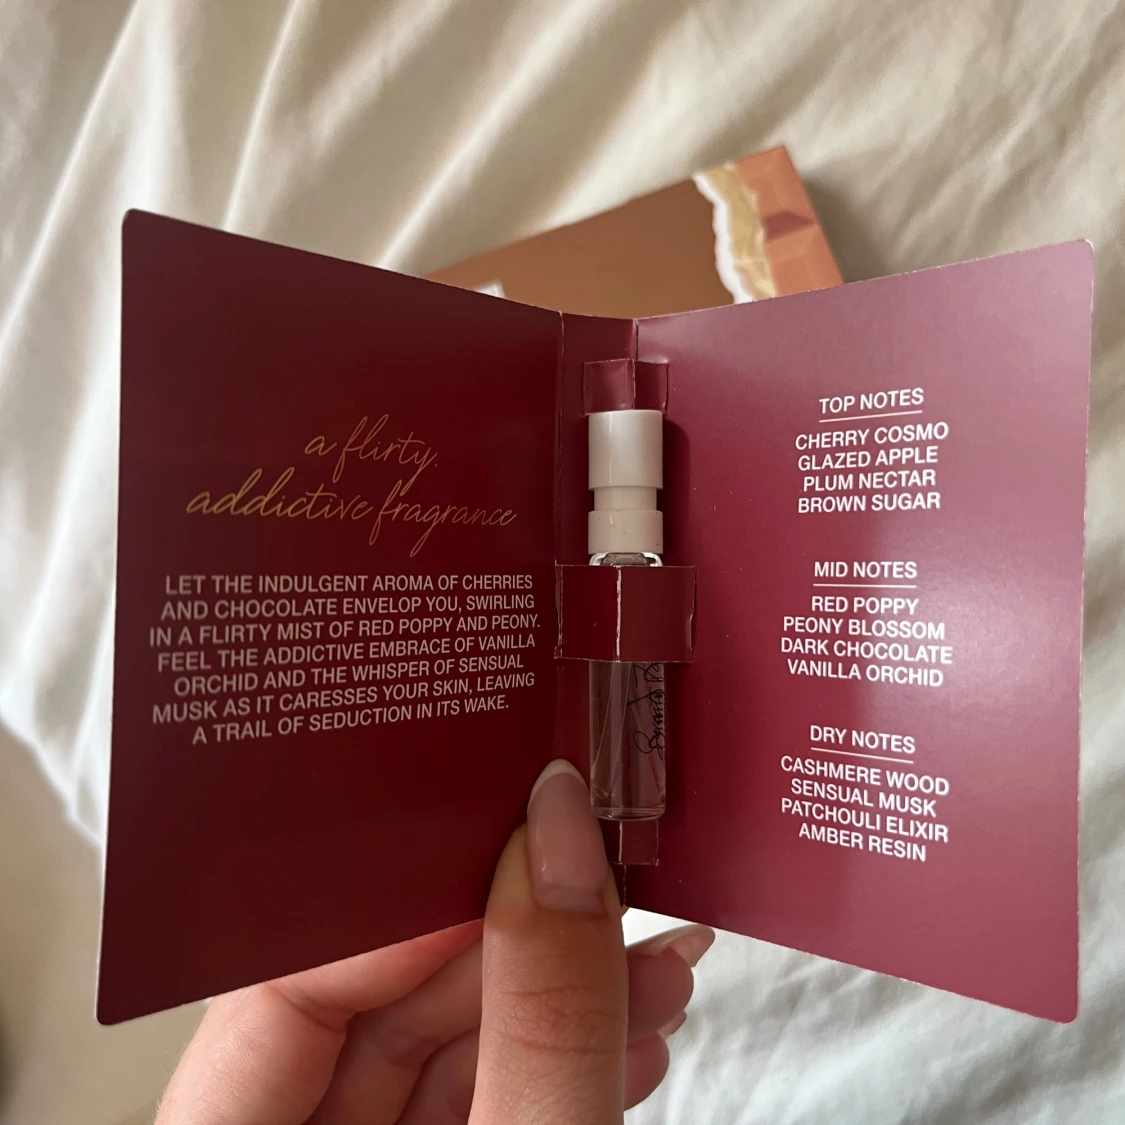 a flirty,
addictive fragrance
LET THE INDULGENT AROMA OF CHERRIES
AND CHOCOLATE ENVELOP YOU, SWIRLING
IN A FLIRTY MIST OF RED POPPY AND PEONY.
FEEL THE ADDICTIVE EMBRACE OF VANILLA
ORCHID AND THE WHISPER OF SENSUAL
MUSK AS IT CARESSES YOUR SKIN, LEAVING
A TRAIL OF SEDUCTION IN ITS WAKE.
TOP NOTES
CHERRY COSMO
GLAZED APPLE
PLUM NECTAR
BROWN SUGAR
MID NOTES
RED POPPY
PEONY BLOSSOM
DARK CHOCOLATE
VANILLA ORCHID
DRY NOTES
CASHMERE WOOD
SENSUAL MUSK
PATCHOULI ELIXIR
AMBER RESIN